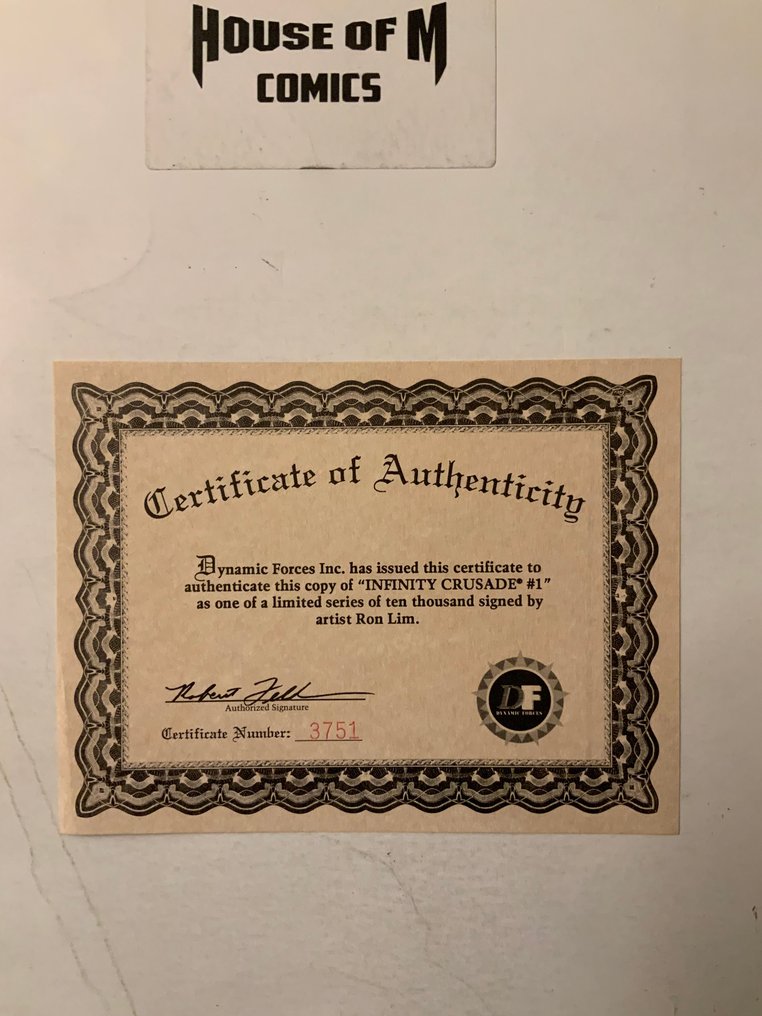 HOUSE OF M
COMICS
Certificate of Authenticity
Dynamic Forces Inc. has issued this certificate to
authenticate this copy of “INFINITY CRUSADE® #1”
as one of a limited series of ten thousand signed by
artist Ron Lim.
Authorized Signature
Certificate Number: 3751
DF
DYNAMIC FORCES